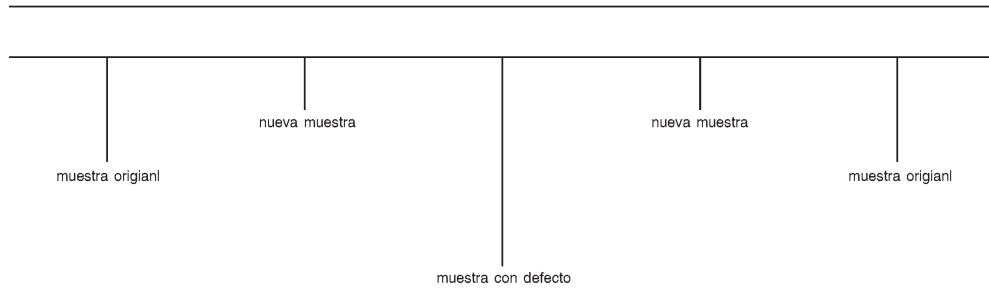 nueva muestra
nueva muestra
muestra origianl
muestra origianl
muestra con defecto